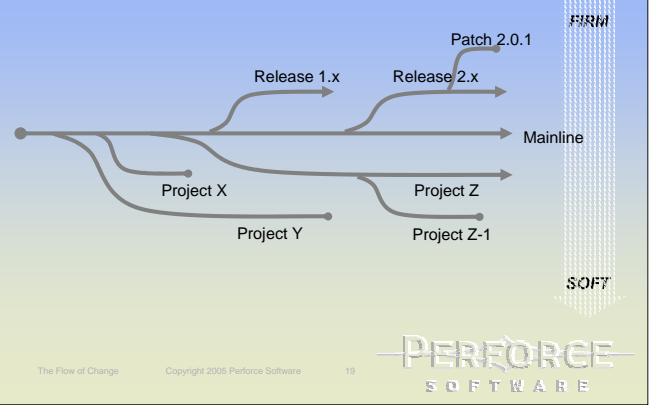 FIRM
Patch 2.0.1
Release 1.x
Release 2.x
Mainline
Project X
Project Z
Project Y
Project Z-1
SOFT
The Flow of Change Copyright 2005 Perforce Software 19
PERFORCE
SOFTWARE